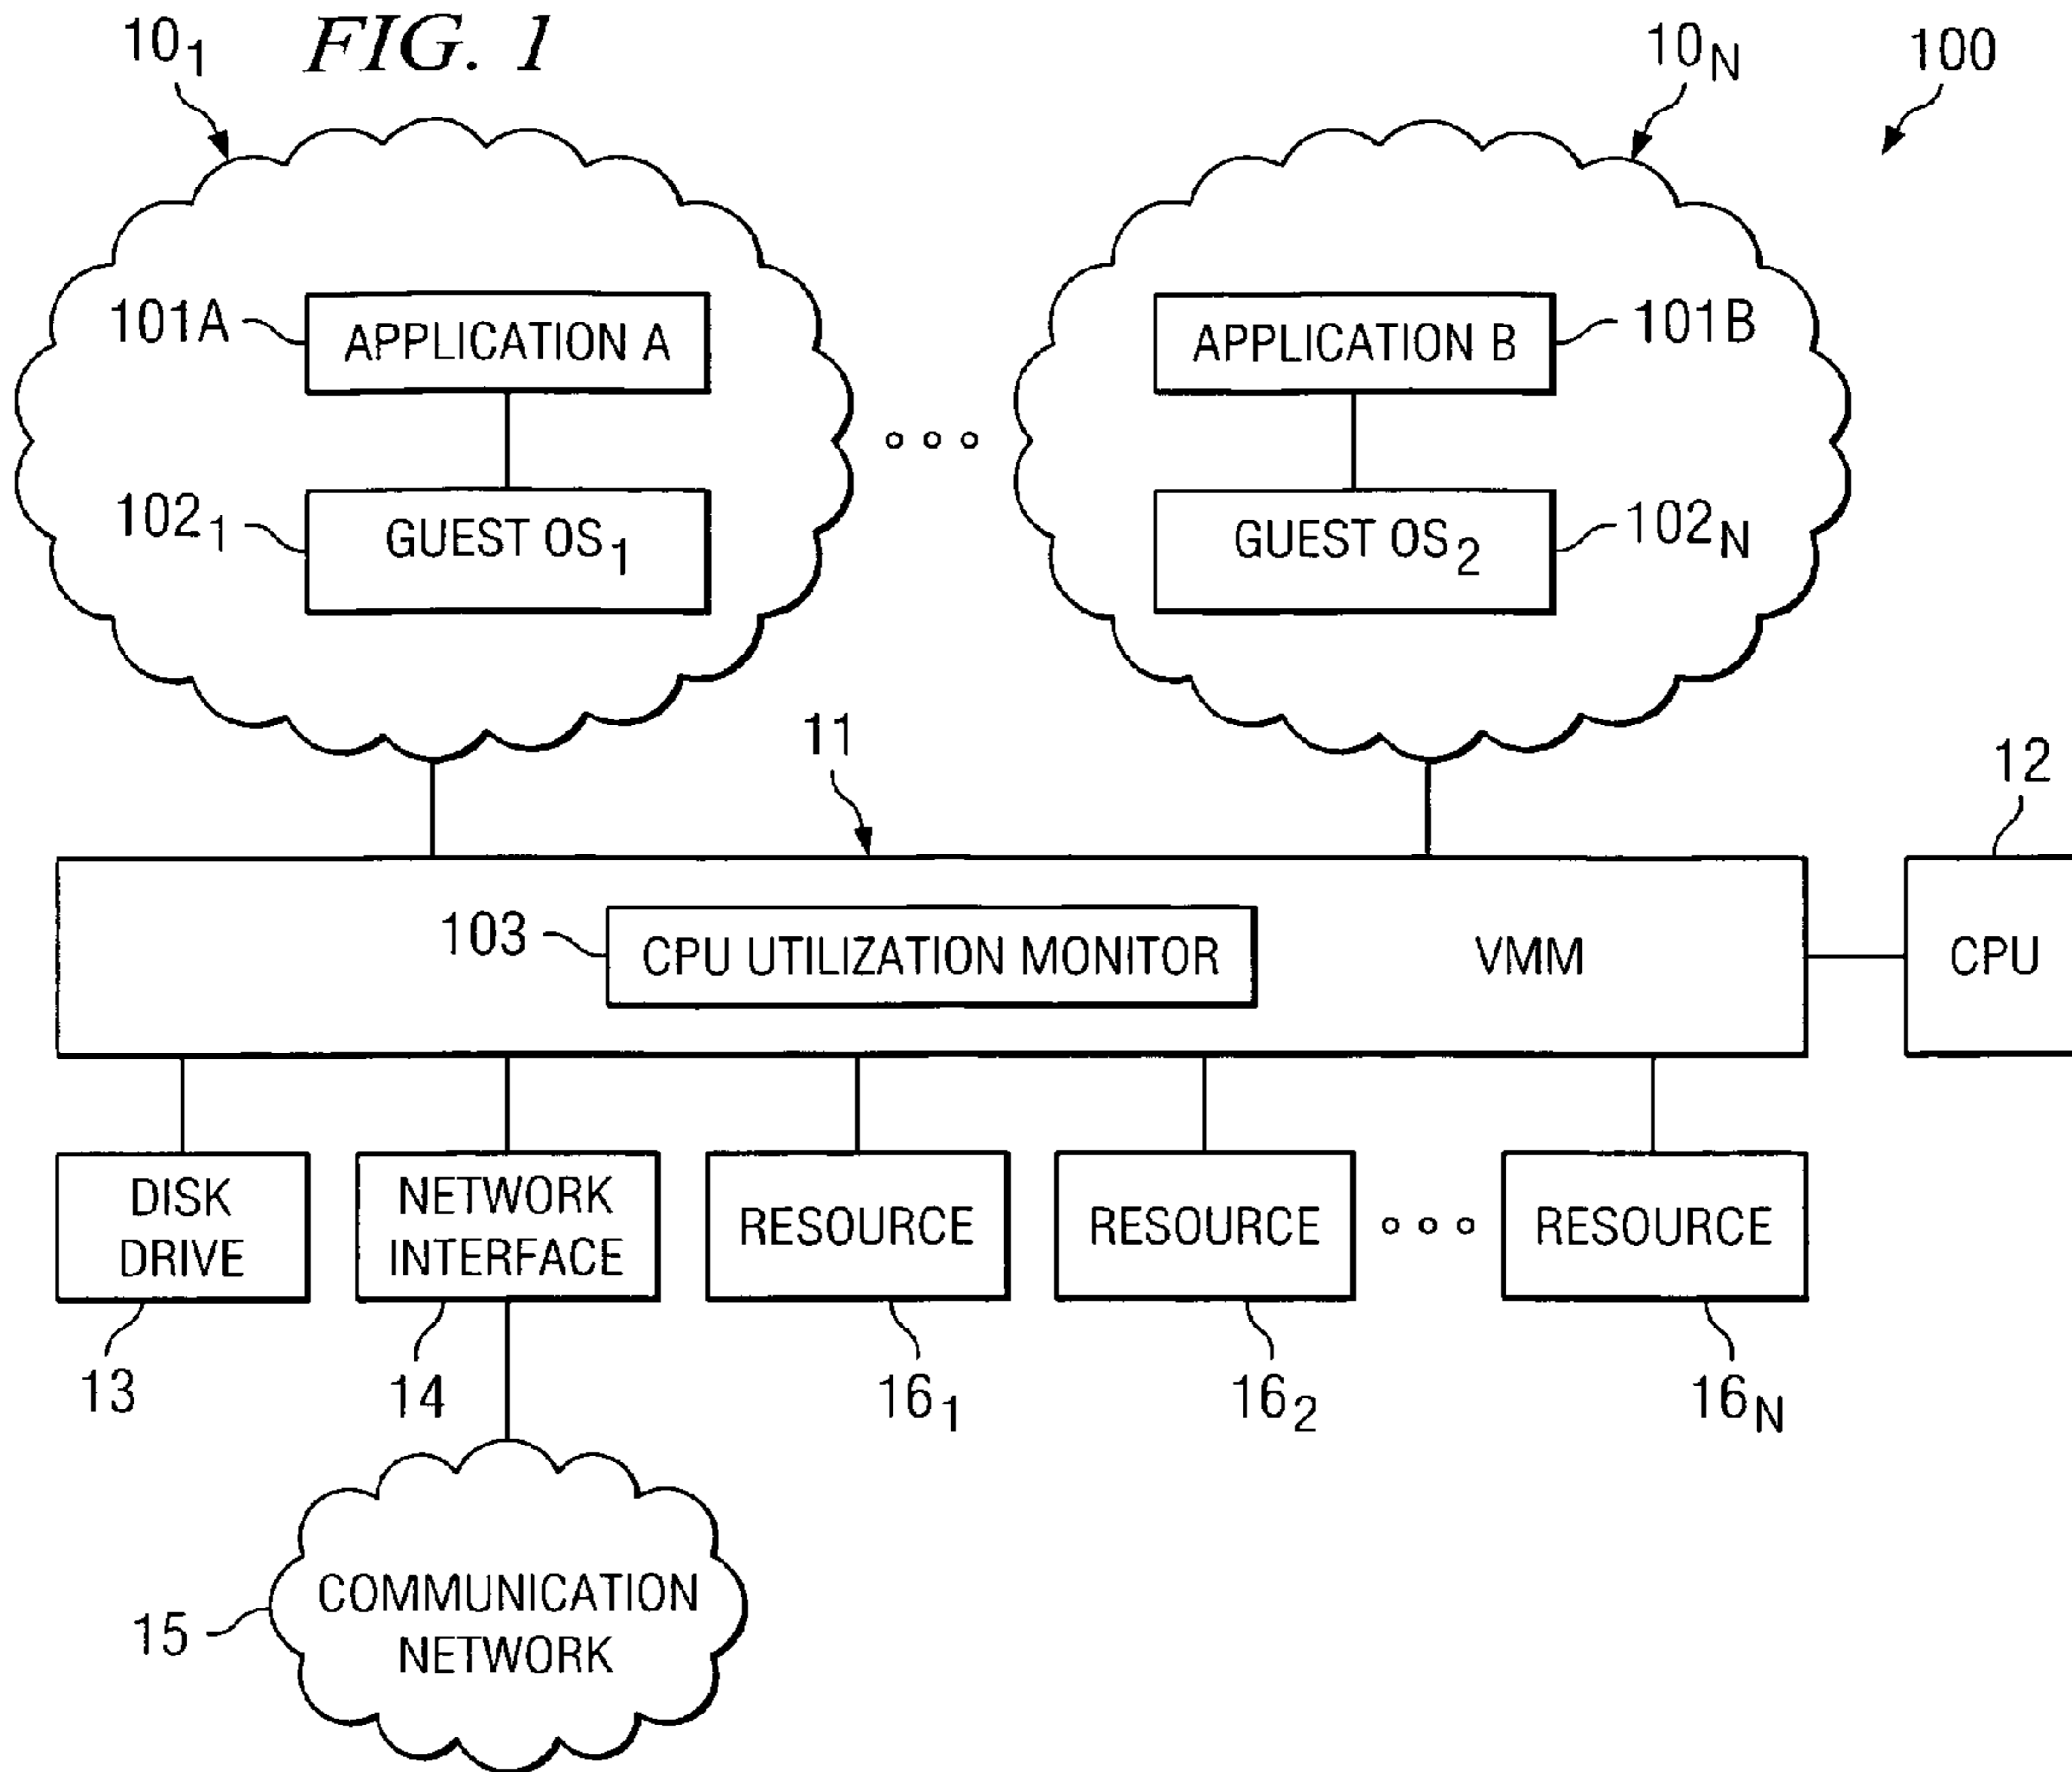 FIG. 1
10₁
10N
100
101A
APPLICATION A
APPLICATION B
101B
102₁
GUEST OS₁
GUEST OS₂
102N
11
12
103
CPU UTILIZATION MONITOR
VMM
CPU
DISK
DRIVE
NETWORK
INTERFACE
RESOURCE
RESOURCE
RESOURCE
13
14
16₁
16₂
16N
15
COMMUNICATION
NETWORK